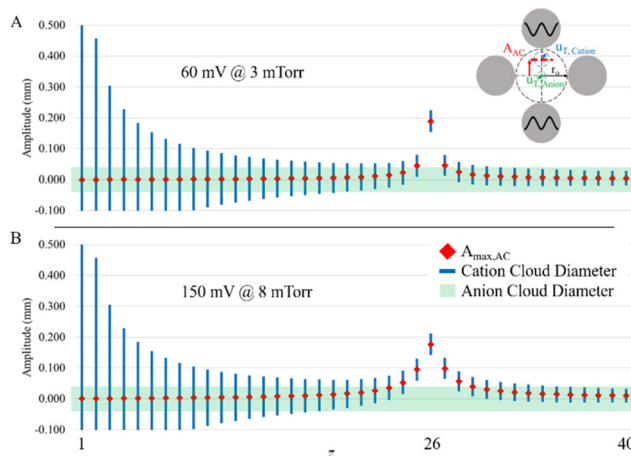 A
Amplitude (mm)
0.500
0.400
0.300
0.200
0.100
0.000
-0.100
60 mV @ 3 mTorr
A_AC
u_T, Cation
r_o
u_T, Anion
B
Amplitude (mm)
0.500
0.400
0.300
0.200
0.100
0.000
-0.100
150 mV @ 8 mTorr
A_max,AC
Cation Cloud Diameter
Anion Cloud Diameter
1
z
26
40